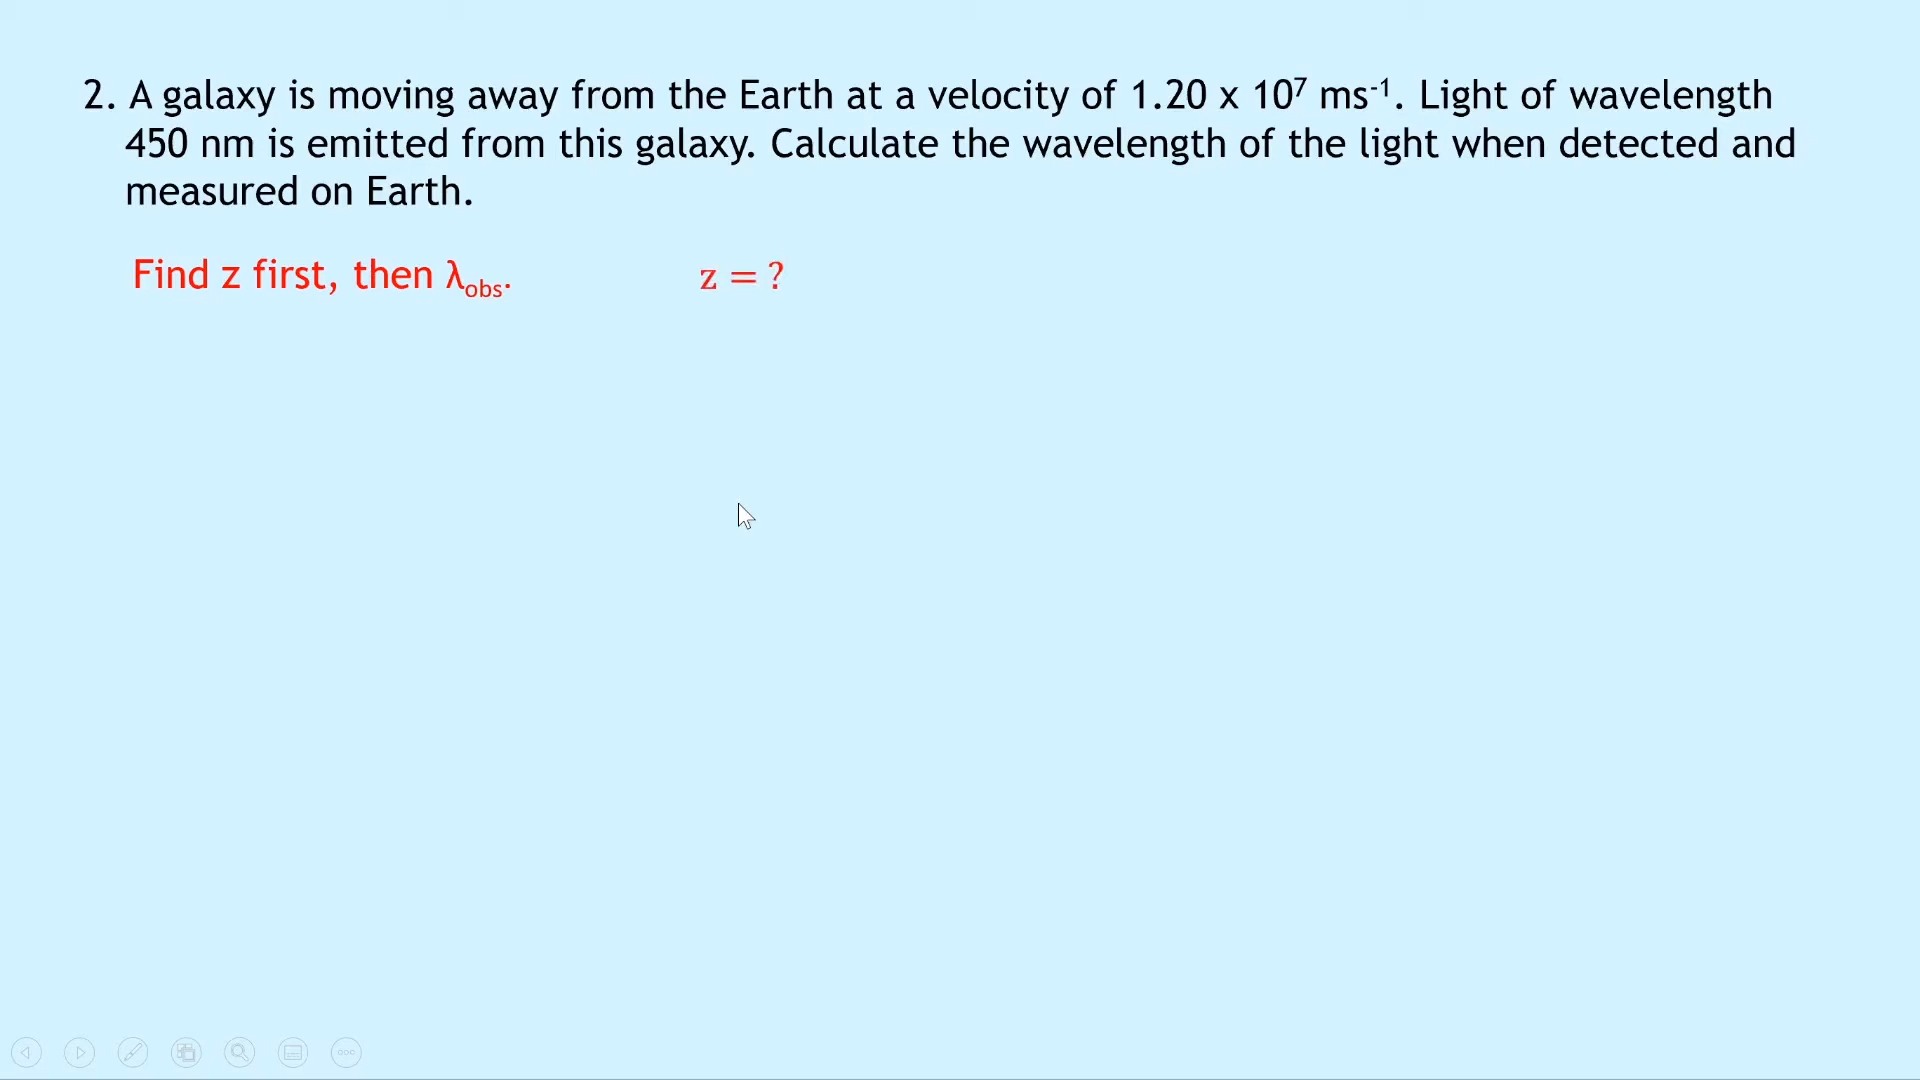 2. A galaxy is moving away from the Earth at a velocity of 1.20 x 10⁷ ms⁻¹. Light of wavelength
450 nm is emitted from this galaxy. Calculate the wavelength of the light when detected and
measured on Earth.
Find z first, then λobs. z = ?